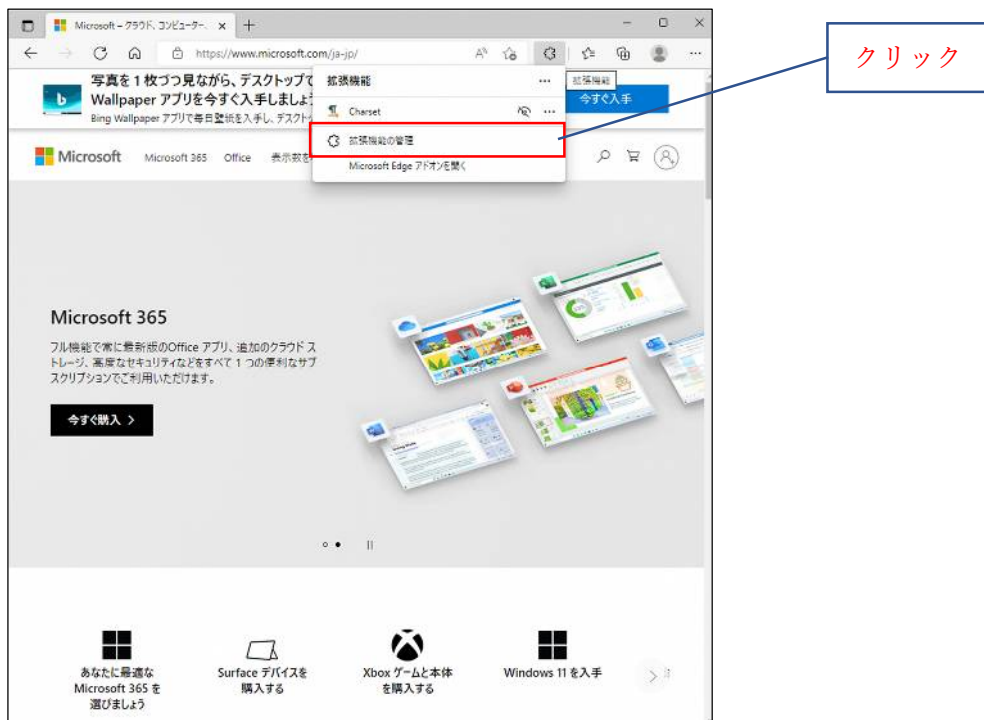 Microsoft – クラウド、コンピューター、
https://www.microsoft.com/ja-jp/
クリック
写真を 1 枚づつ見ながら、デスクトップで
Wallpaper アプリを今すぐ入手しましょ
Bing Wallpaper アプリで毎日壁紙を入手し、デスクト
今すぐ入手
拡張機能
拡張機能
Charset
拡張機能の管理
Microsoft Edge アドオンを開く
Microsoft
Microsoft 365
Office
表示数を
Microsoft 365
フル機能で常に最新版のOffice アプリ、追加のクラウド ス
トレージ、高度なセキュリティなどをすべて 1 つの便利なサブ
スクリプションでご利用いただけます。
今すぐ購入 >
あなたに最適な
Microsoft 365 を
選びましょう
Surface デバイスを
購入する
Xbox ゲームと本体
を購入する
Windows 11 を入手